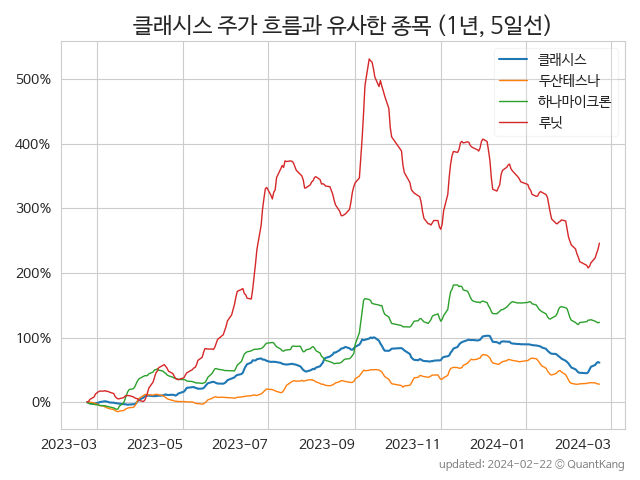 클래시스 주가 흐름과 유사한 종목 (1년, 5일선)
클래시스
두산테스나
하나마이크론
루닛
500%
400%
300%
200%
100%
0%
2023-03
2023-05
2023-07
2023-09
2023-11
2024-01
2024-03
updated: 2024-02-22 © QuantKang